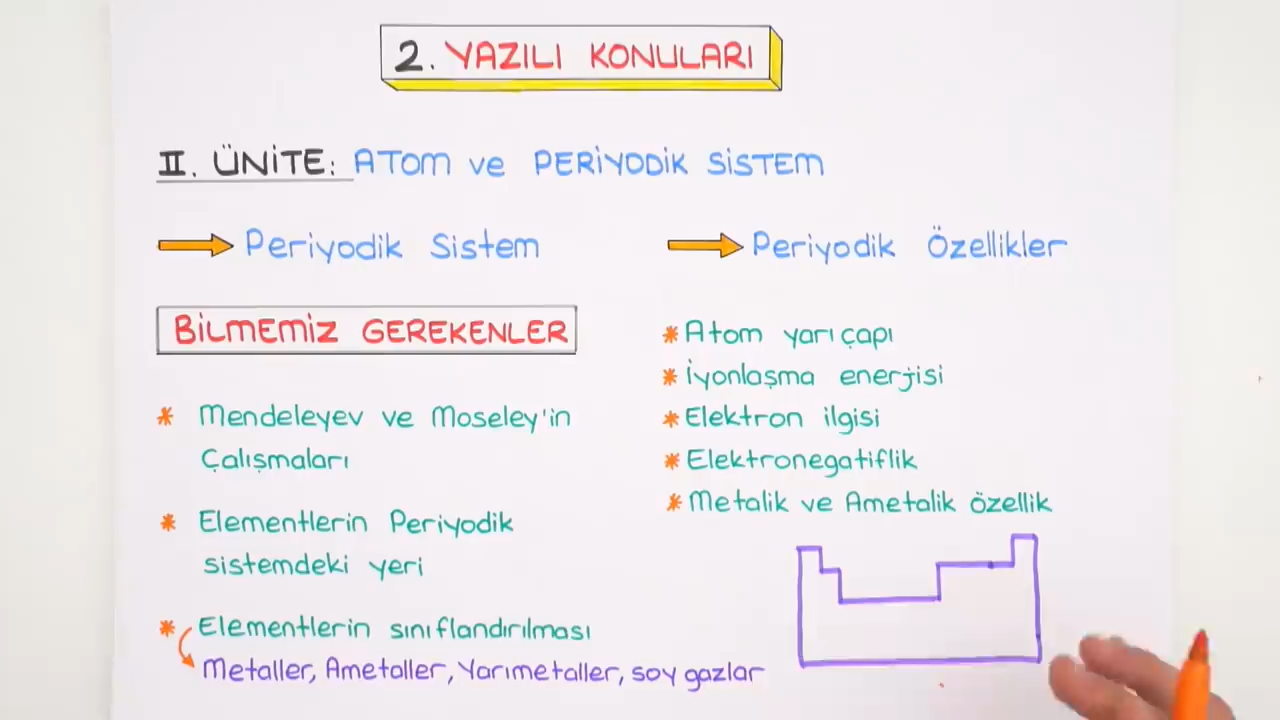 2. YAZILI KONULARI
II. ÜNİTE: ATOM ve PERİYODİK SİSTEM
Periyodik Sistem
Periyodik Özellikler
BİLMEMİZ GEREKENLER
* Mendeleyev ve Moseley'in
Çalışmaları
* Elementlerin Periyodik
sistemdeki yeri
* Elementlerin sınıflandırılması
Metaller, Ametaller, Yarımetaller, soy gazlar
* Atom yarıçapı
* İyonlaşma enerjisi
* Elektron ilgisi
* Elektronegatiflik
* Metalik ve Ametalik özellik